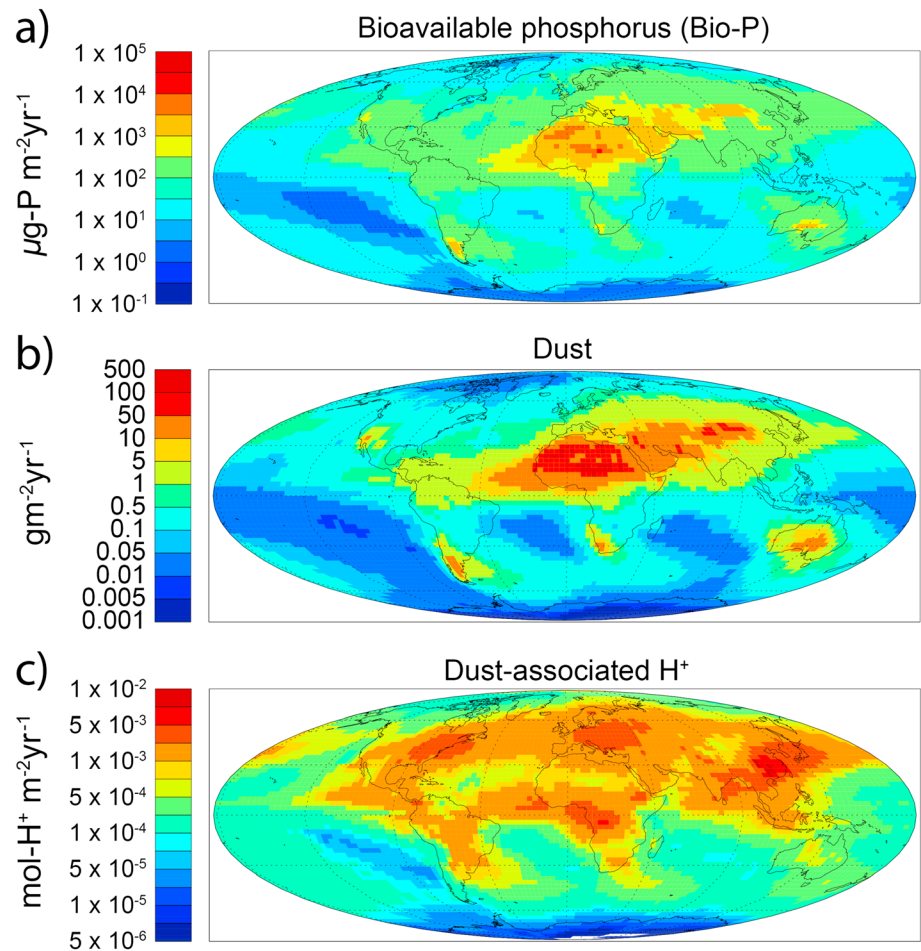 a)
Bioavailable phosphorus (Bio-P)
1 x 10⁵
1 x 10⁴
1 x 10³
1 x 10²
1 x 10¹
1 x 10⁰
1 x 10⁻¹
µg-P m⁻²yr⁻¹
b)
Dust
500
100
50
10
5
1
0.5
0.1
0.05
0.01
0.005
0.001
gm⁻²yr⁻¹
c)
Dust-associated H⁺
1 x 10⁻²
5 x 10⁻³
1 x 10⁻³
5 x 10⁻⁴
1 x 10⁻⁴
5 x 10⁻⁵
1 x 10⁻⁵
5 x 10⁻⁶
mol-H⁺ m⁻²yr⁻¹